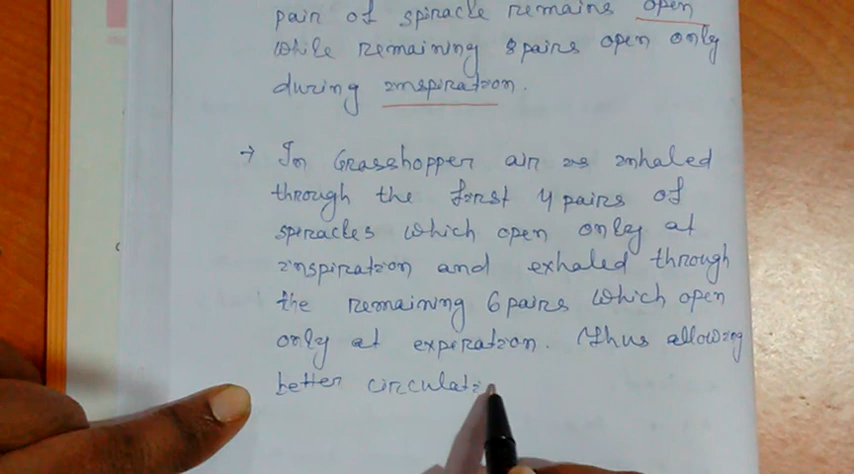 pair of spiracle remains open
while remaining 8 pairs open only
during inspiration.
→ In Grasshopper air is inhaled
through the first 4 pairs of
spiracles which open only at
inspiration and exhaled through
the remaining 6 pairs which open
only at expiration. Thus allowing
better circulati